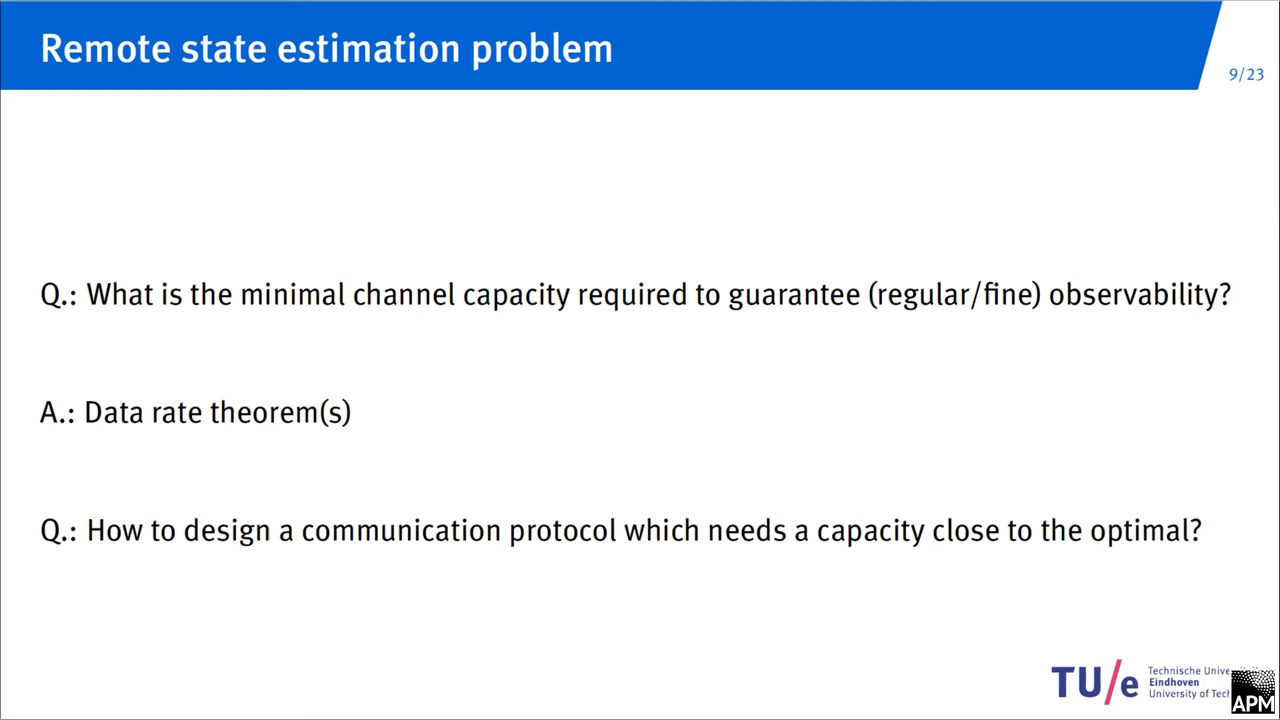 Remote state estimation problem
9/23
Q.: What is the minimal channel capacity required to guarantee (regular/fine) observability?
A.: Data rate theorem(s)
Q.: How to design a communication protocol which needs a capacity close to the optimal?
TU/e
Technische
Eindhoven
University of
APM